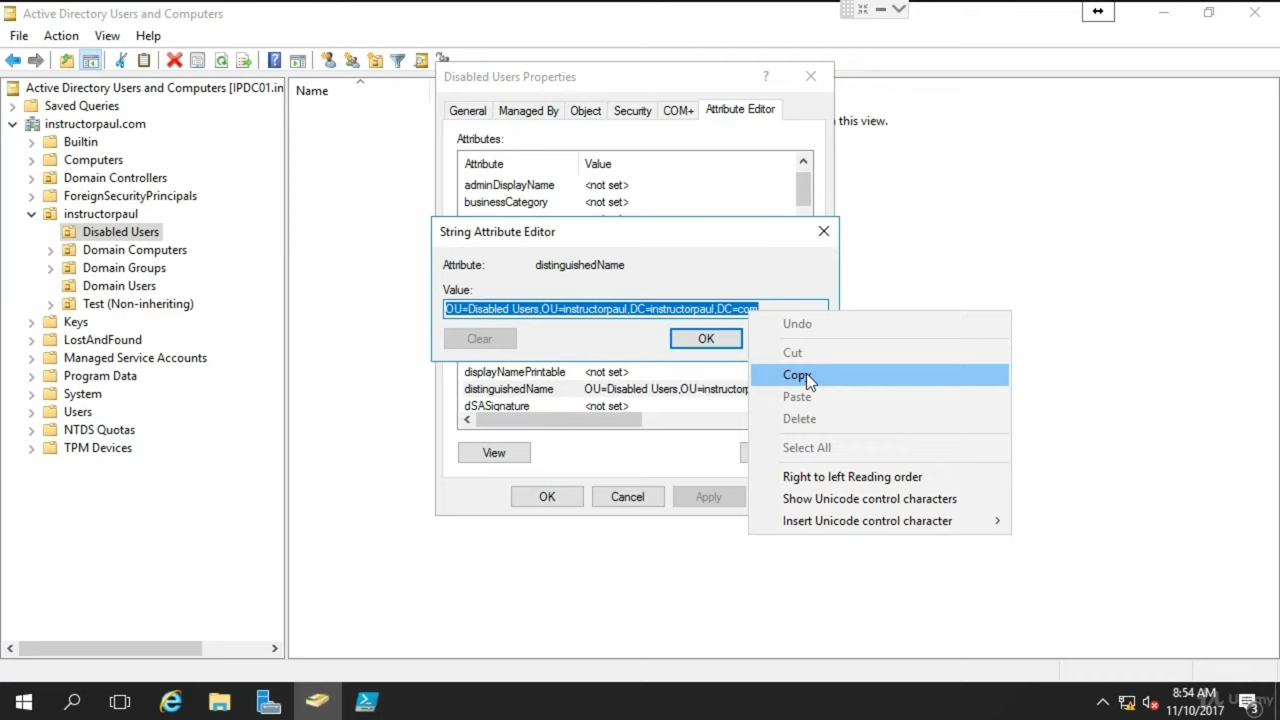 Active Directory Users and Computers
File Action View Help
Active Directory Users and Computers [IPDC01.in
Saved Queries
instructorpaul.com
Builtin
Computers
Domain Controllers
ForeignSecurityPrincipals
instructorpaul
Disabled Users
Domain Computers
Domain Groups
Domain Users
Test (Non-inheriting)
Keys
LostAndFound
Managed Service Accounts
Program Data
System
Users
NTDS Quotas
TPM Devices
Name
this view.
Disabled Users Properties
General Managed By Object Security COM+ Attribute Editor
Attributes:
Attribute Value
adminDisplayName <not set>
businessCategory <not set>
String Attribute Editor
Attribute: distinguishedName
Value:
OU=Disabled Users,OU=instructorpaul,DC=instructorpaul,DC=com
Clear OK
displayNamePrintable <not set>
distinguishedName OU=Disabled Users,OU=instructorp
dSASignature <not set>
View
OK Cancel Apply
Undo
Cut
Copy
Paste
Delete
Select All
Right to left Reading order
Show Unicode control characters
Insert Unicode control character
8:54 AM
11/10/2017
3
Udemy